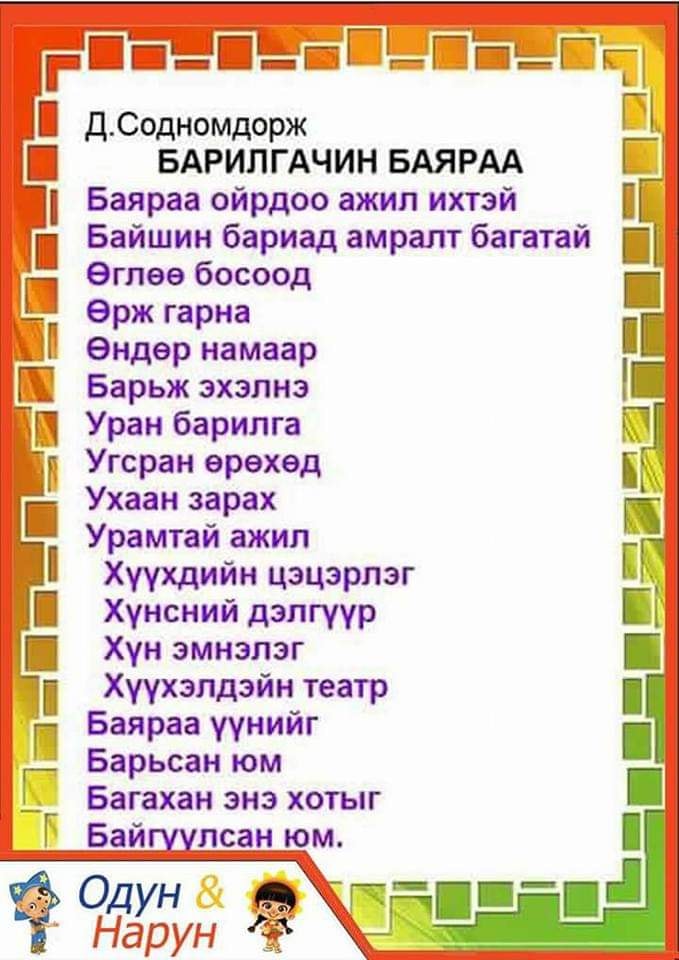 Д.Содномдорж
БАРИЛГАЧИН БАЯРАА
Баяраа ойрдоо ажил ихтэй
Байшин бариад амралт багатай
Өглөө босоод
Өрж гарна
Өндөр намаар
Барьж эхэлнэ
Уран барилга
Угсран өрөхөд
Ухаан зарах
Урамтай ажил
Хүүхдийн цэцэрлэг
Хүнсний дэлгүүр
Хүн эмнэлэг
Хүүхэлдэйн театр
Баяраа үүнийг
Барьсан юм
Багахан энэ хотыг
Байгуулсан юм.
Одун &
Нарун